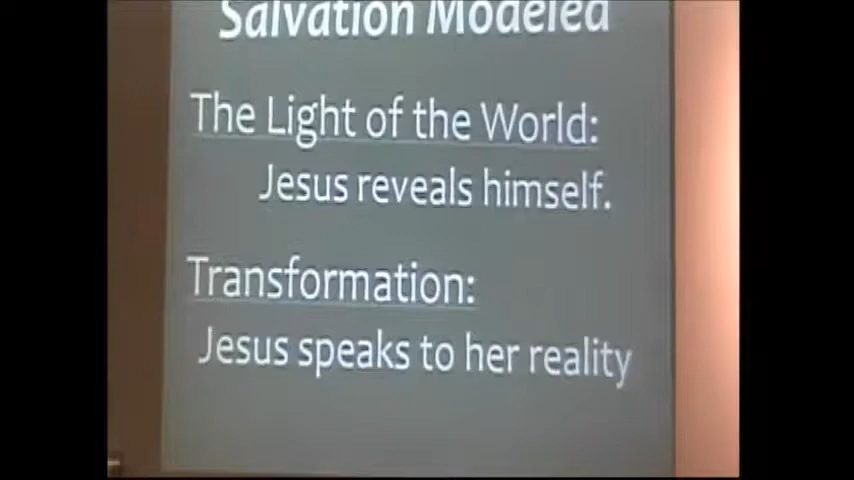 Salvation Modeled
The Light of the World:
Jesus reveals himself.
Transformation:
Jesus speaks to her reality